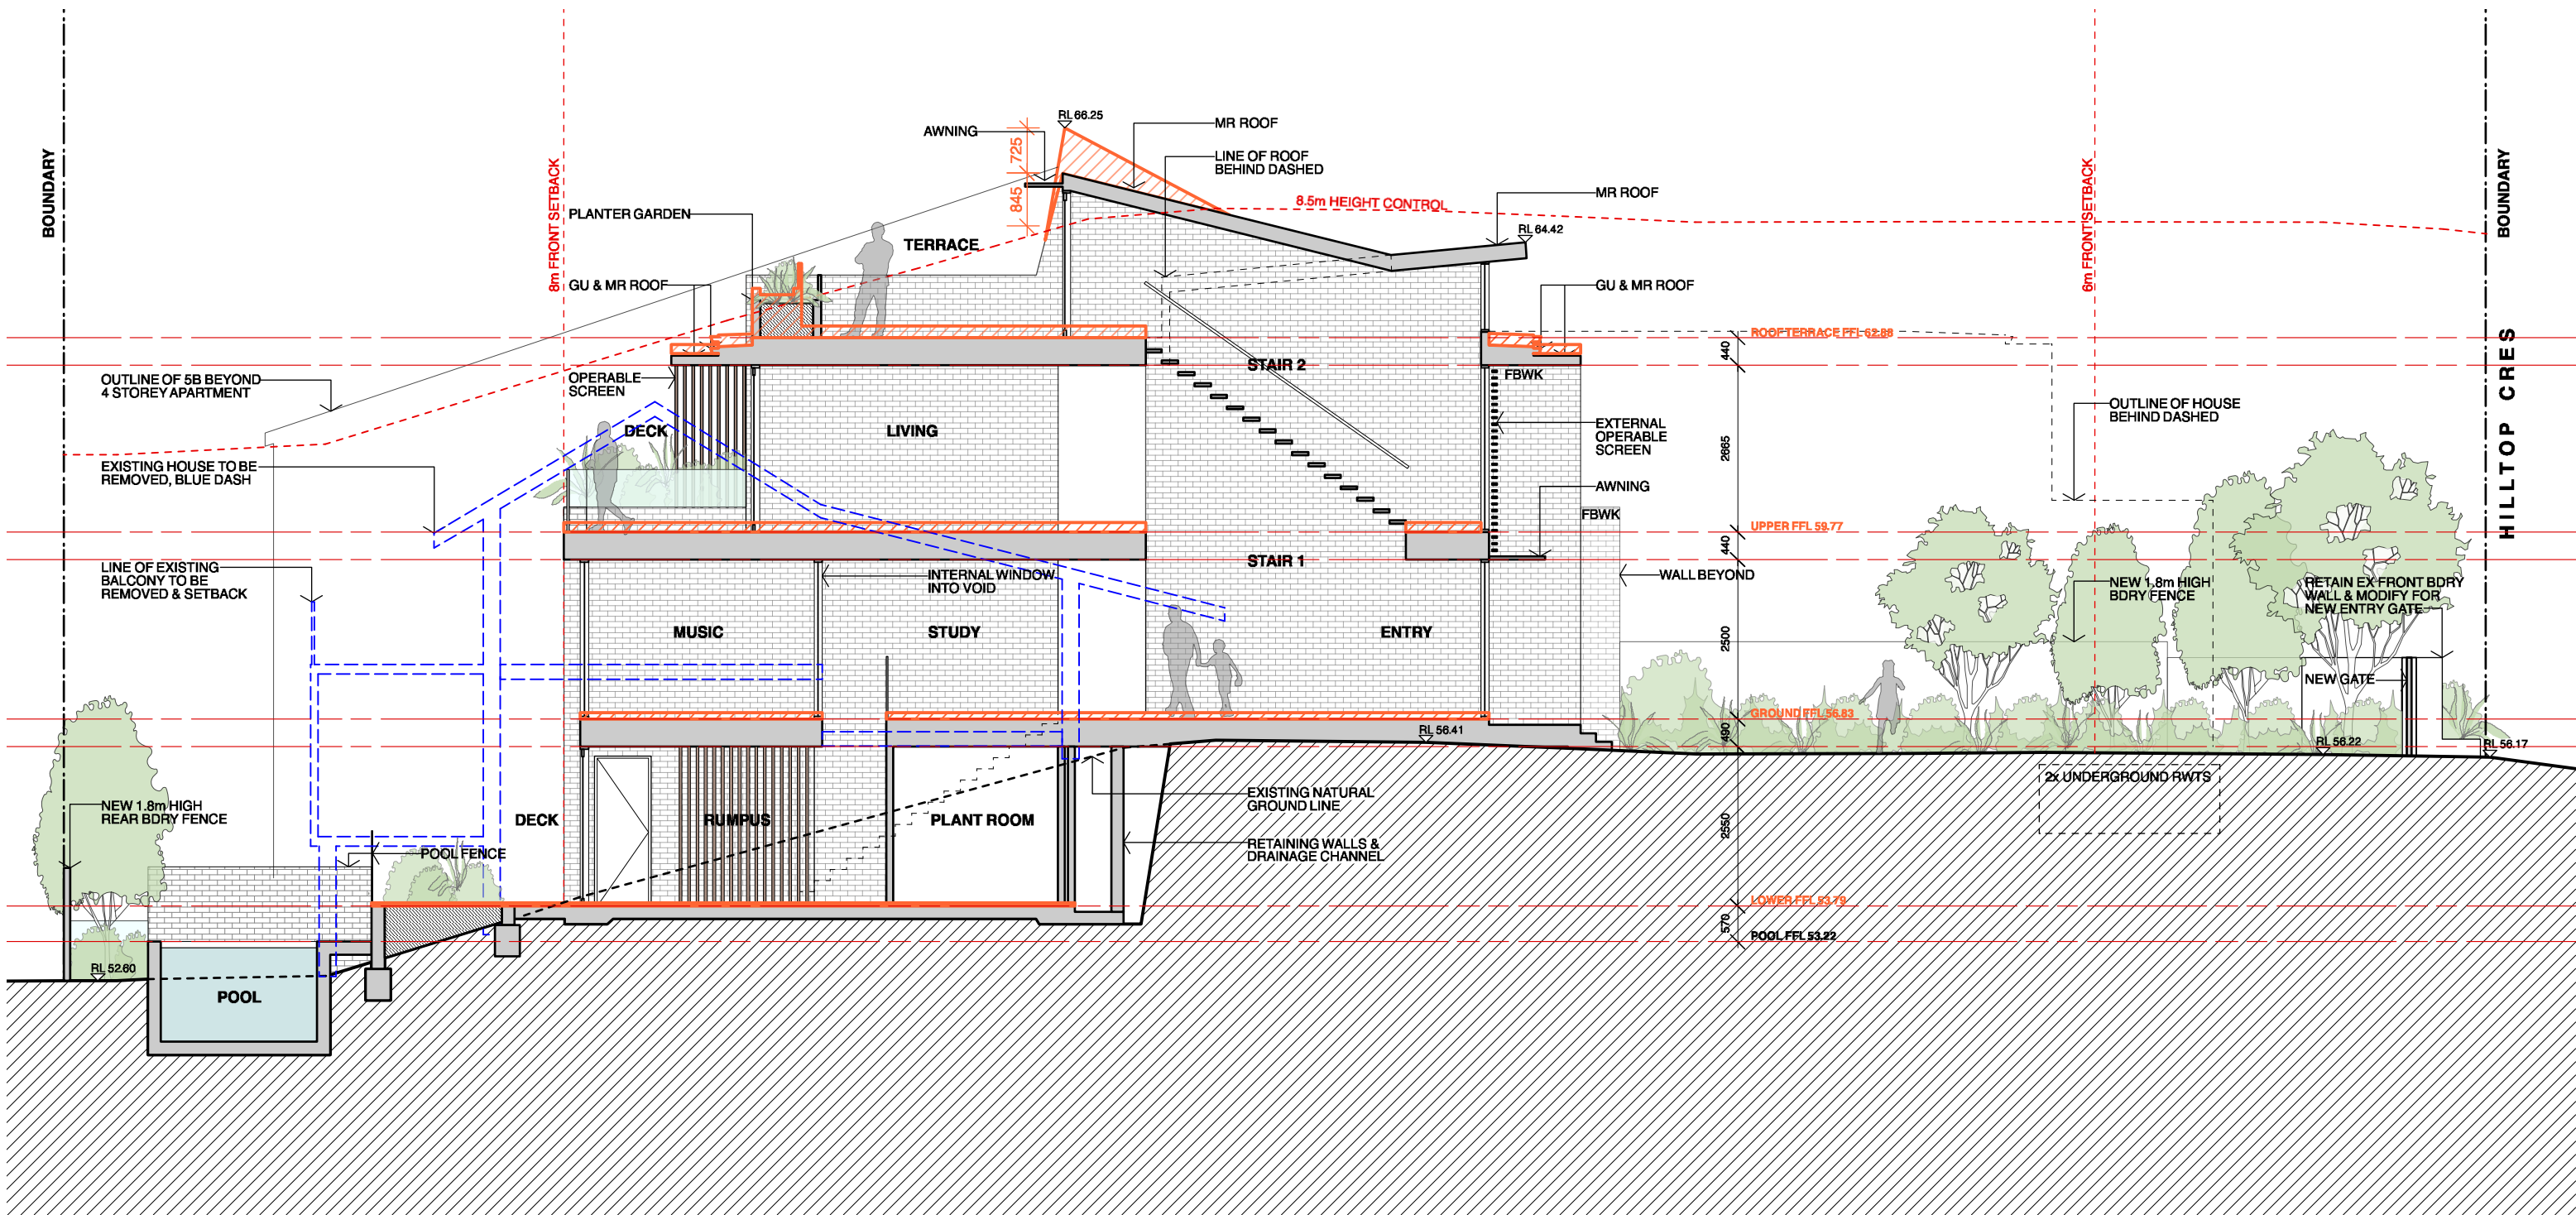 BOUNDARY
8m FRONT SETBACK
AWNING
RL 66.25
725
845
MR ROOF
LINE OF ROOF
BEHIND DASHED
8.5m HEIGHT CONTROL
MR ROOF
RL 64.42
6m FRONT SETBACK
BOUNDARY
HILLTOP CRES
PLANTER GARDEN
TERRACE
GU & MR ROOF
GU & MR ROOF
ROOF TERRACE FFL 62.88
440
OUTLINE OF 5B BEYOND
4 STOREY APARTMENT
OPERABLE
SCREEN
STAIR 2
FBWK
DECK
LIVING
EXTERNAL
OPERABLE
SCREEN
2665
OUTLINE OF HOUSE
BEHIND DASHED
EXISTING HOUSE TO BE
REMOVED, BLUE DASH
AWNING
FBWK
UPPER FFL 59.77
440
LINE OF EXISTING
BALCONY TO BE
REMOVED & SETBACK
INTERNAL WINDOW
INTO VOID
STAIR 1
WALL BEYOND
NEW 1.8m HIGH
BDRY FENCE
RETAIN EX FRONT BDRY
WALL & MODIFY FOR
NEW ENTRY GATE
MUSIC
STUDY
ENTRY
2500
NEW GATE
GROUND FFL 56.83
490
RL 56.41
RL 56.22
RL 56.17
2x UNDERGROUND RWTS
NEW 1.8m HIGH
REAR BDRY FENCE
DECK
RUMPUS
PLANT ROOM
EXISTING NATURAL
GROUND LINE
2550
POOL FENCE
RETAINING WALLS &
DRAINAGE CHANNEL
LOWER FFL 53.79
570
POOL FFL 53.22
RL 52.60
POOL